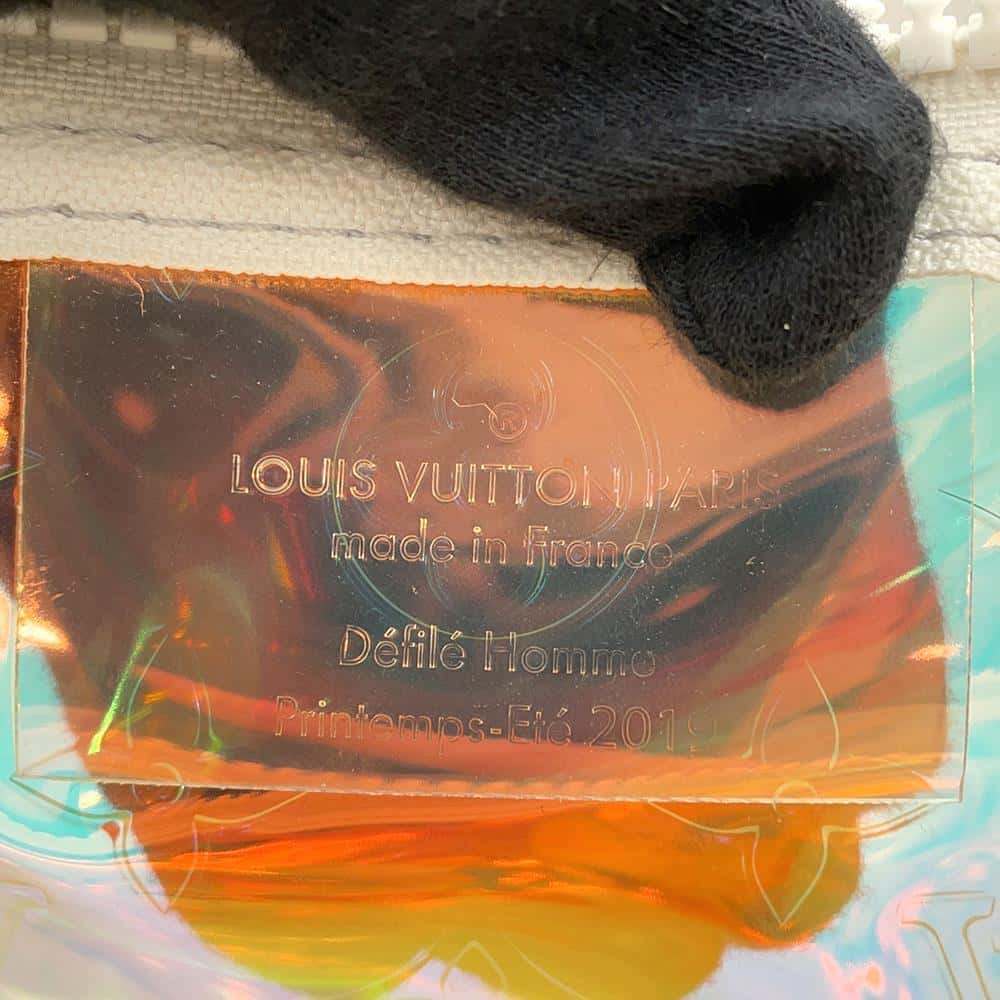 ®
LOUIS VUITTON PARIS
made in France
Défilé Homme
Printemps-Eté 2019